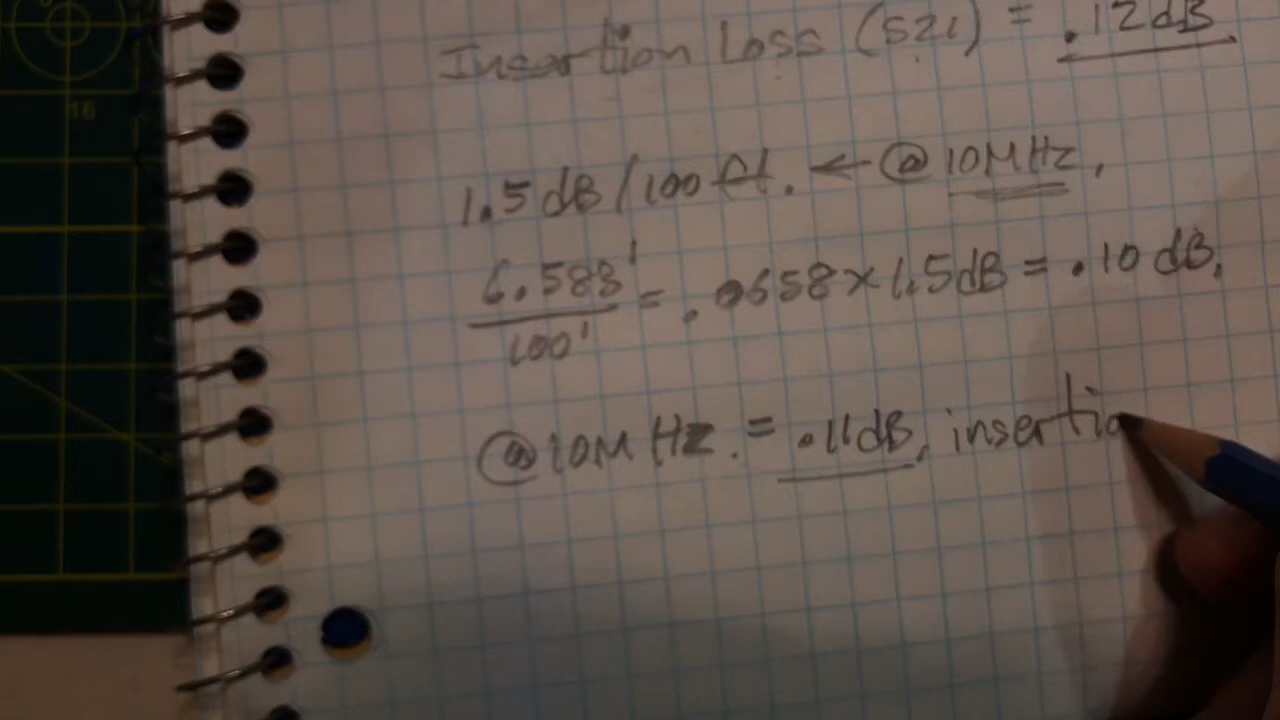 16
Insertion Loss (S21) = .12dB
1.5 dB/100 ft. ← @ 10MHz,
6.583' / 100' = .0658 x 1.5dB = .10 dB.
@10MHz. = .11dB, insertio